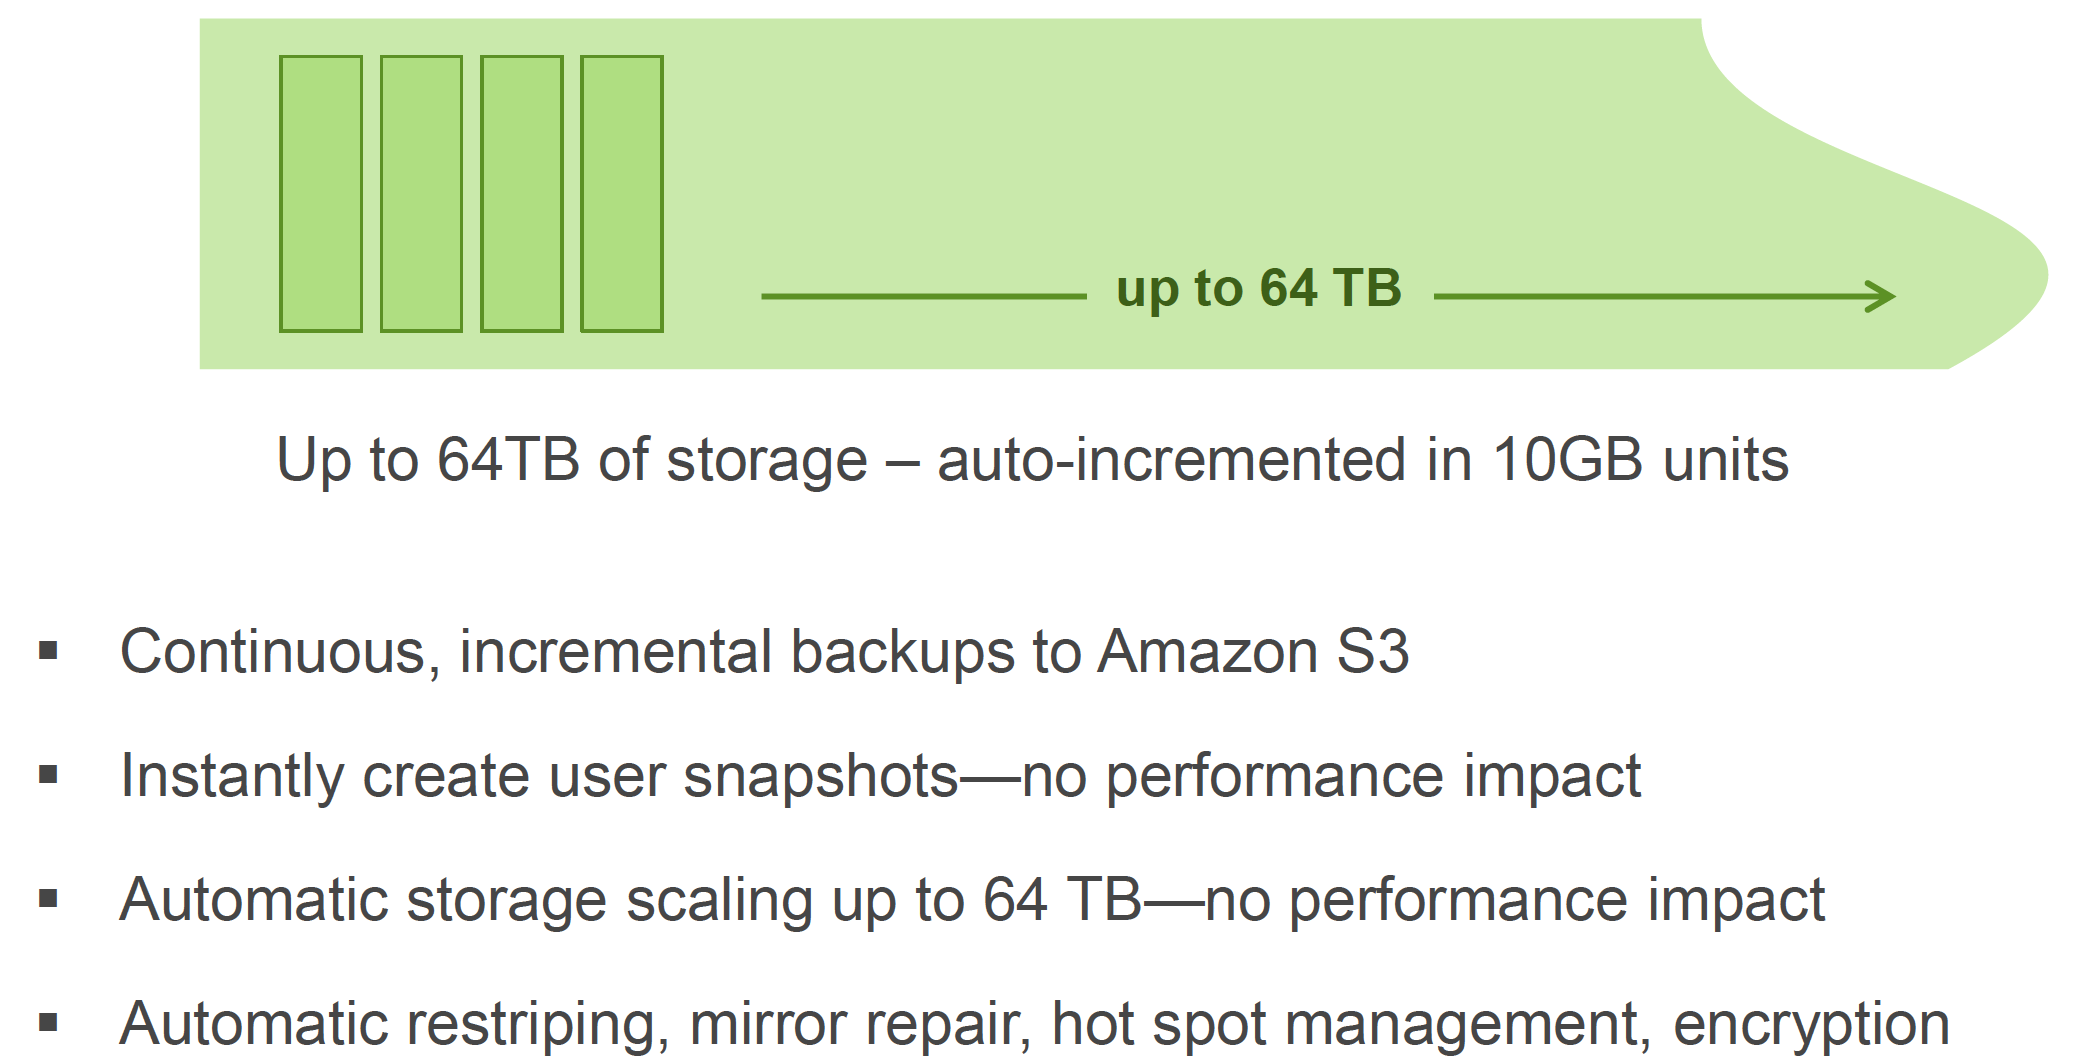 up to 64 TB
Up to 64TB of storage – auto-incremented in 10GB units
▪ Continuous, incremental backups to Amazon S3
▪ Instantly create user snapshots—no performance impact
▪ Automatic storage scaling up to 64 TB—no performance impact
▪ Automatic restriping, mirror repair, hot spot management, encryption